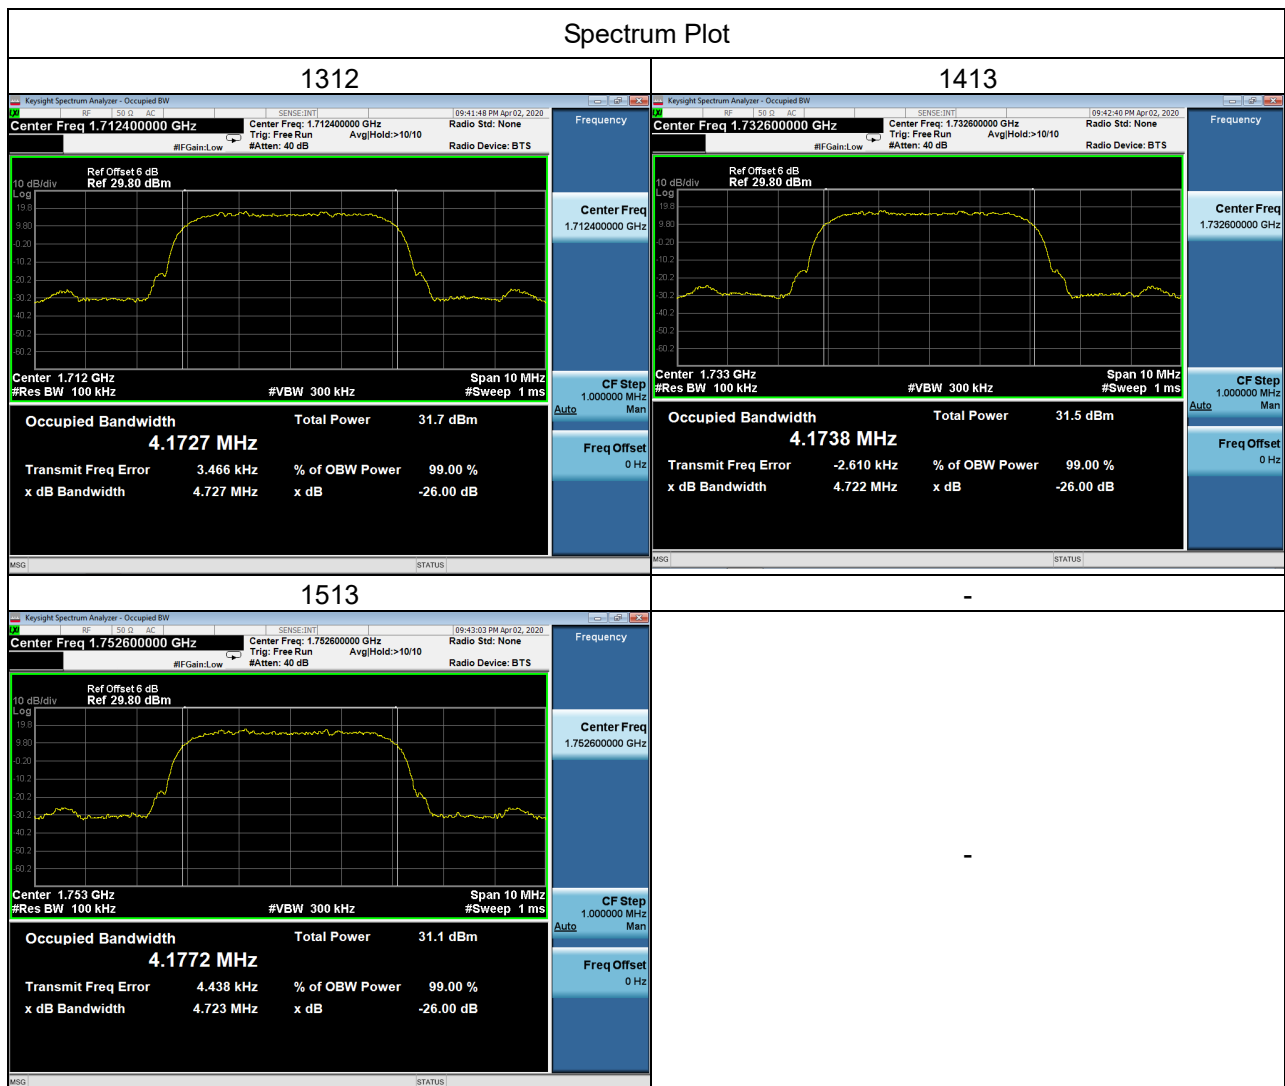 Spectrum Plot
1312
Keysight Spectrum Analyzer - Occupied BW
LXI RF 50 Ω AC SENSE:INT 09:41:48 PM Apr 02, 2020
Center Freq 1.712400000 GHz
Center Freq: 1.712400000 GHz Radio Std: None
Trig: Free Run Avg|Hold:>10/10
#IFGain:Low #Atten: 40 dB Radio Device: BTS
Ref Offset 6 dB
10 dB/div Ref 29.80 dBm
Log
19.8
9.80
-0.20
-10.2
-20.2
-30.2
-40.2
-50.2
-60.2
Center 1.712 GHz Span 10 MHz
#Res BW 100 kHz #VBW 300 kHz #Sweep 1 ms
Occupied Bandwidth Total Power 31.7 dBm
4.1727 MHz
Transmit Freq Error 3.466 kHz % of OBW Power 99.00 %
x dB Bandwidth 4.727 MHz x dB -26.00 dB
MSG STATUS
Frequency
Center Freq
1.712400000 GHz
CF Step
1.000000 MHz
Auto Man
Freq Offset
0 Hz
1413
Keysight Spectrum Analyzer - Occupied BW
LXI RF 50 Ω AC SENSE:INT 09:42:40 PM Apr 02, 2020
Center Freq 1.732600000 GHz
Center Freq: 1.732600000 GHz Radio Std: None
Trig: Free Run Avg|Hold:>10/10
#IFGain:Low #Atten: 40 dB Radio Device: BTS
Ref Offset 6 dB
10 dB/div Ref 29.80 dBm
Log
19.8
9.80
-0.20
-10.2
-20.2
-30.2
-40.2
-50.2
-60.2
Center 1.733 GHz Span 10 MHz
#Res BW 100 kHz #VBW 300 kHz #Sweep 1 ms
Occupied Bandwidth Total Power 31.5 dBm
4.1738 MHz
Transmit Freq Error -2.610 kHz % of OBW Power 99.00 %
x dB Bandwidth 4.722 MHz x dB -26.00 dB
MSG STATUS
Frequency
Center Freq
1.732600000 GHz
CF Step
1.000000 MHz
Auto Man
Freq Offset
0 Hz
1513
Keysight Spectrum Analyzer - Occupied BW
LXI RF 50 Ω AC SENSE:INT 09:43:03 PM Apr 02, 2020
Center Freq 1.752600000 GHz
Center Freq: 1.752600000 GHz Radio Std: None
Trig: Free Run Avg|Hold:>10/10
#IFGain:Low #Atten: 40 dB Radio Device: BTS
Ref Offset 6 dB
10 dB/div Ref 29.80 dBm
Log
19.8
9.80
-0.20
-10.2
-20.2
-30.2
-40.2
-50.2
-60.2
Center 1.753 GHz Span 10 MHz
#Res BW 100 kHz #VBW 300 kHz #Sweep 1 ms
Occupied Bandwidth Total Power 31.1 dBm
4.1772 MHz
Transmit Freq Error 4.438 kHz % of OBW Power 99.00 %
x dB Bandwidth 4.723 MHz x dB -26.00 dB
MSG STATUS
Frequency
Center Freq
1.752600000 GHz
CF Step
1.000000 MHz
Auto Man
Freq Offset
0 Hz
-
-